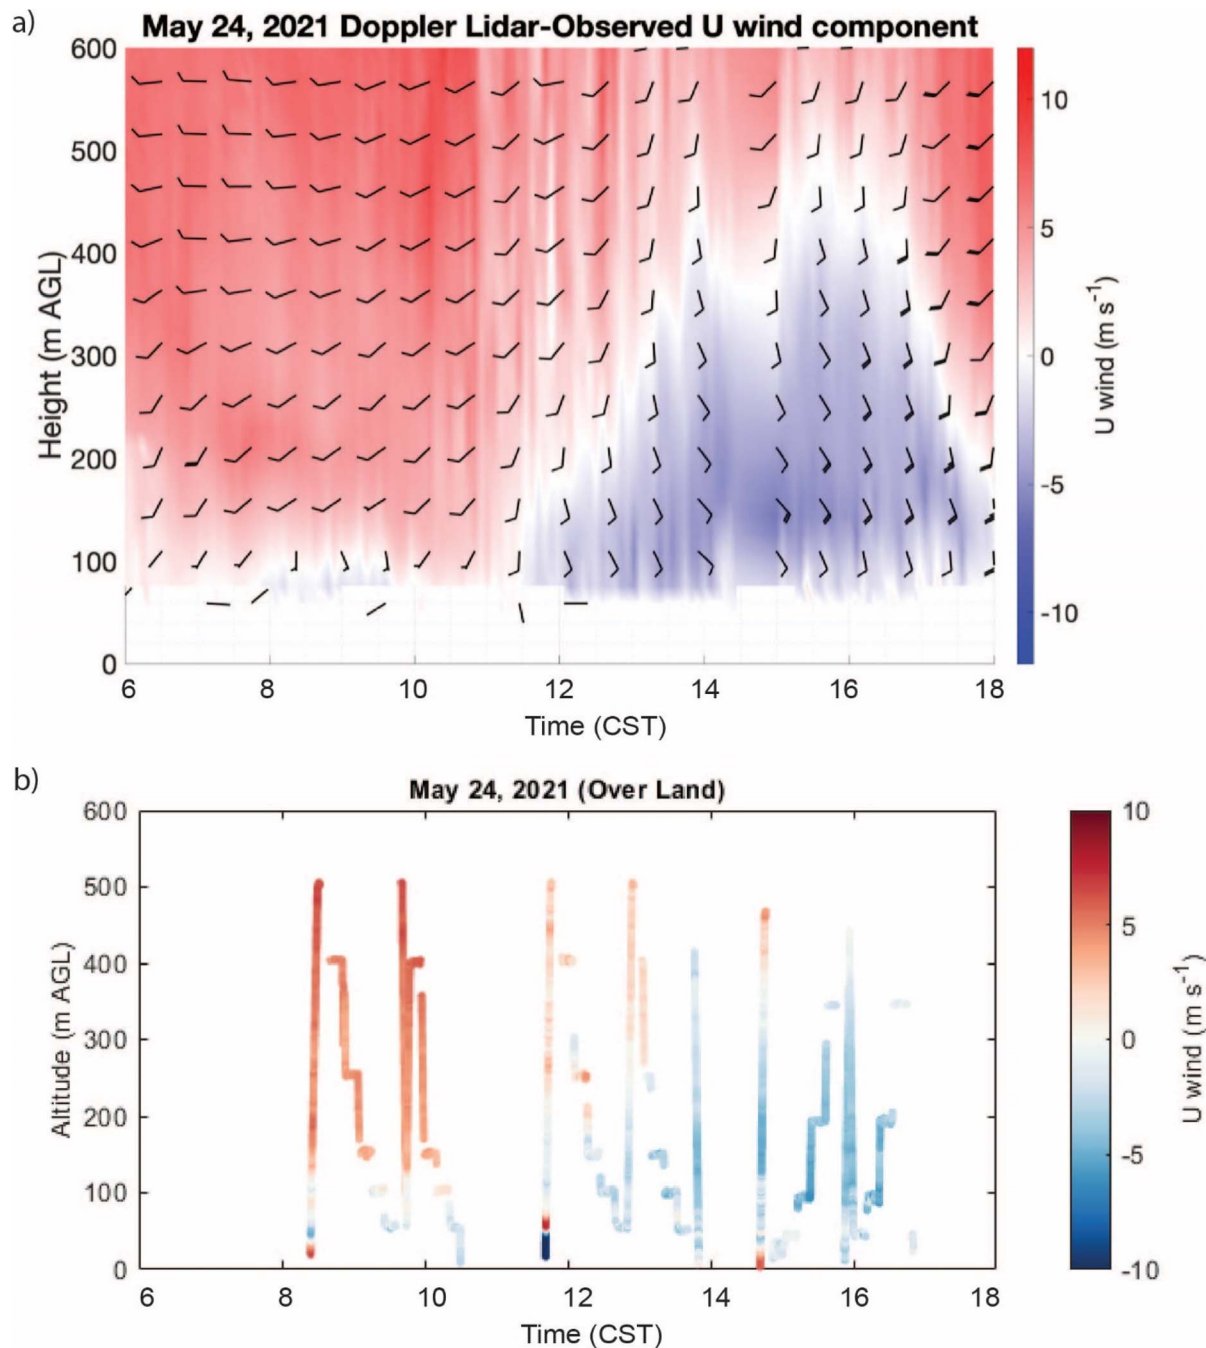 a)
May 24, 2021 Doppler Lidar-Observed U wind component
600
500
400
300
200
100
0
Height (m AGL)
6 8 10 12 14 16 18
Time (CST)
10
5
0
-5
-10
U wind (m s-1)
b)
May 24, 2021 (Over Land)
600
500
400
300
200
100
0
Altitude (m AGL)
6 8 10 12 14 16 18
Time (CST)
10
5
0
-5
-10
U wind (m s-1)